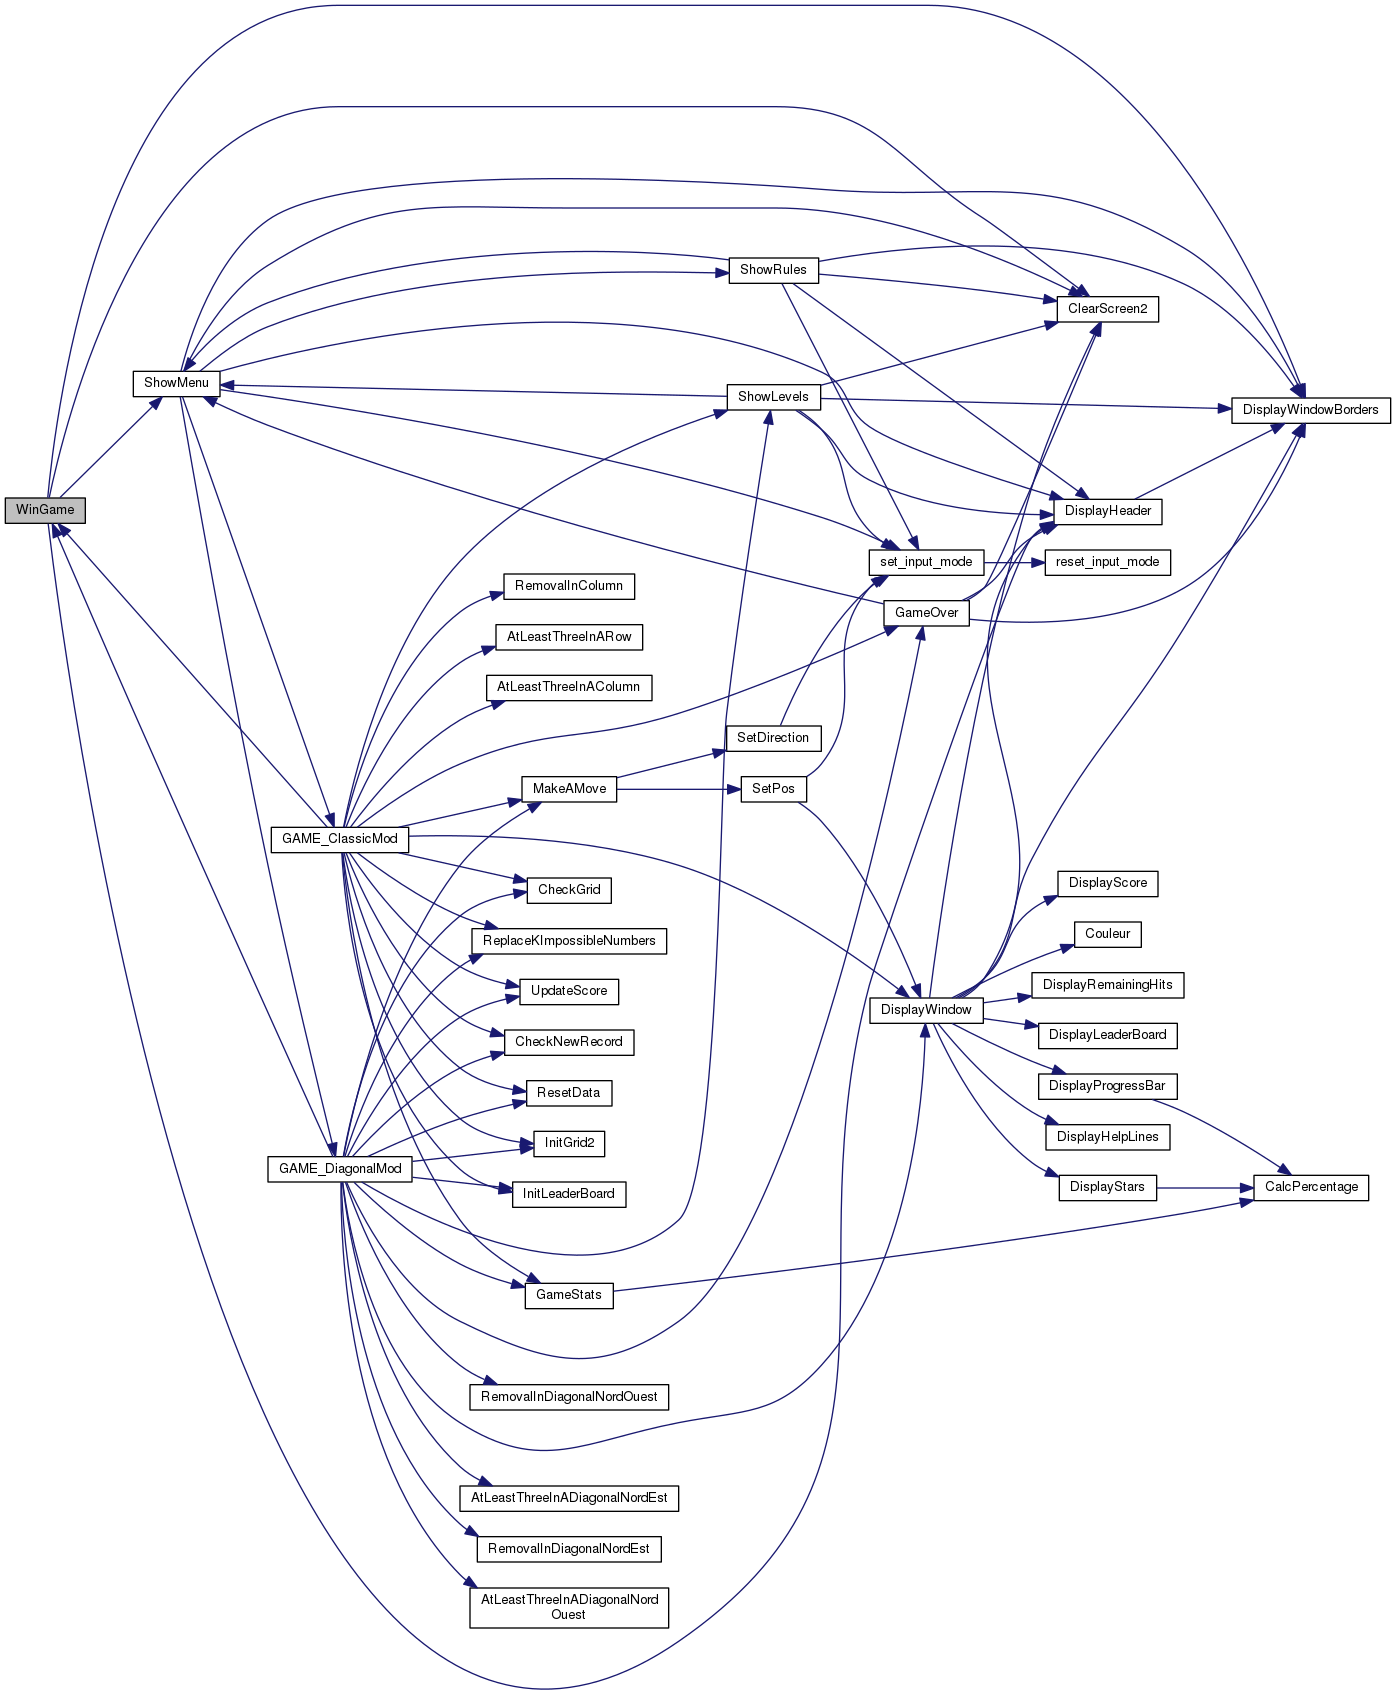 ShowRules
ClearScreen2
ShowMenu
ShowLevels
DisplayWindowBorders
WinGame
DisplayHeader
set_input_mode
reset_input_mode
RemovalInColumn
GameOver
AtLeastThreeInARow
AtLeastThreeInAColumn
SetDirection
MakeAMove
SetPos
GAME_ClassicMod
CheckGrid
DisplayScore
ReplaceKImpossibleNumbers
Couleur
UpdateScore
DisplayRemainingHits
DisplayWindow
CheckNewRecord
DisplayLeaderBoard
ResetData
DisplayProgressBar
InitGrid2
DisplayHelpLines
GAME_DiagonalMod
InitLeaderBoard
DisplayStars
CalcPercentage
GameStats
RemovalInDiagonalNordOuest
AtLeastThreeInADiagonalNordEst
RemovalInDiagonalNordEst
AtLeastThreeInADiagonalNord
Ouest